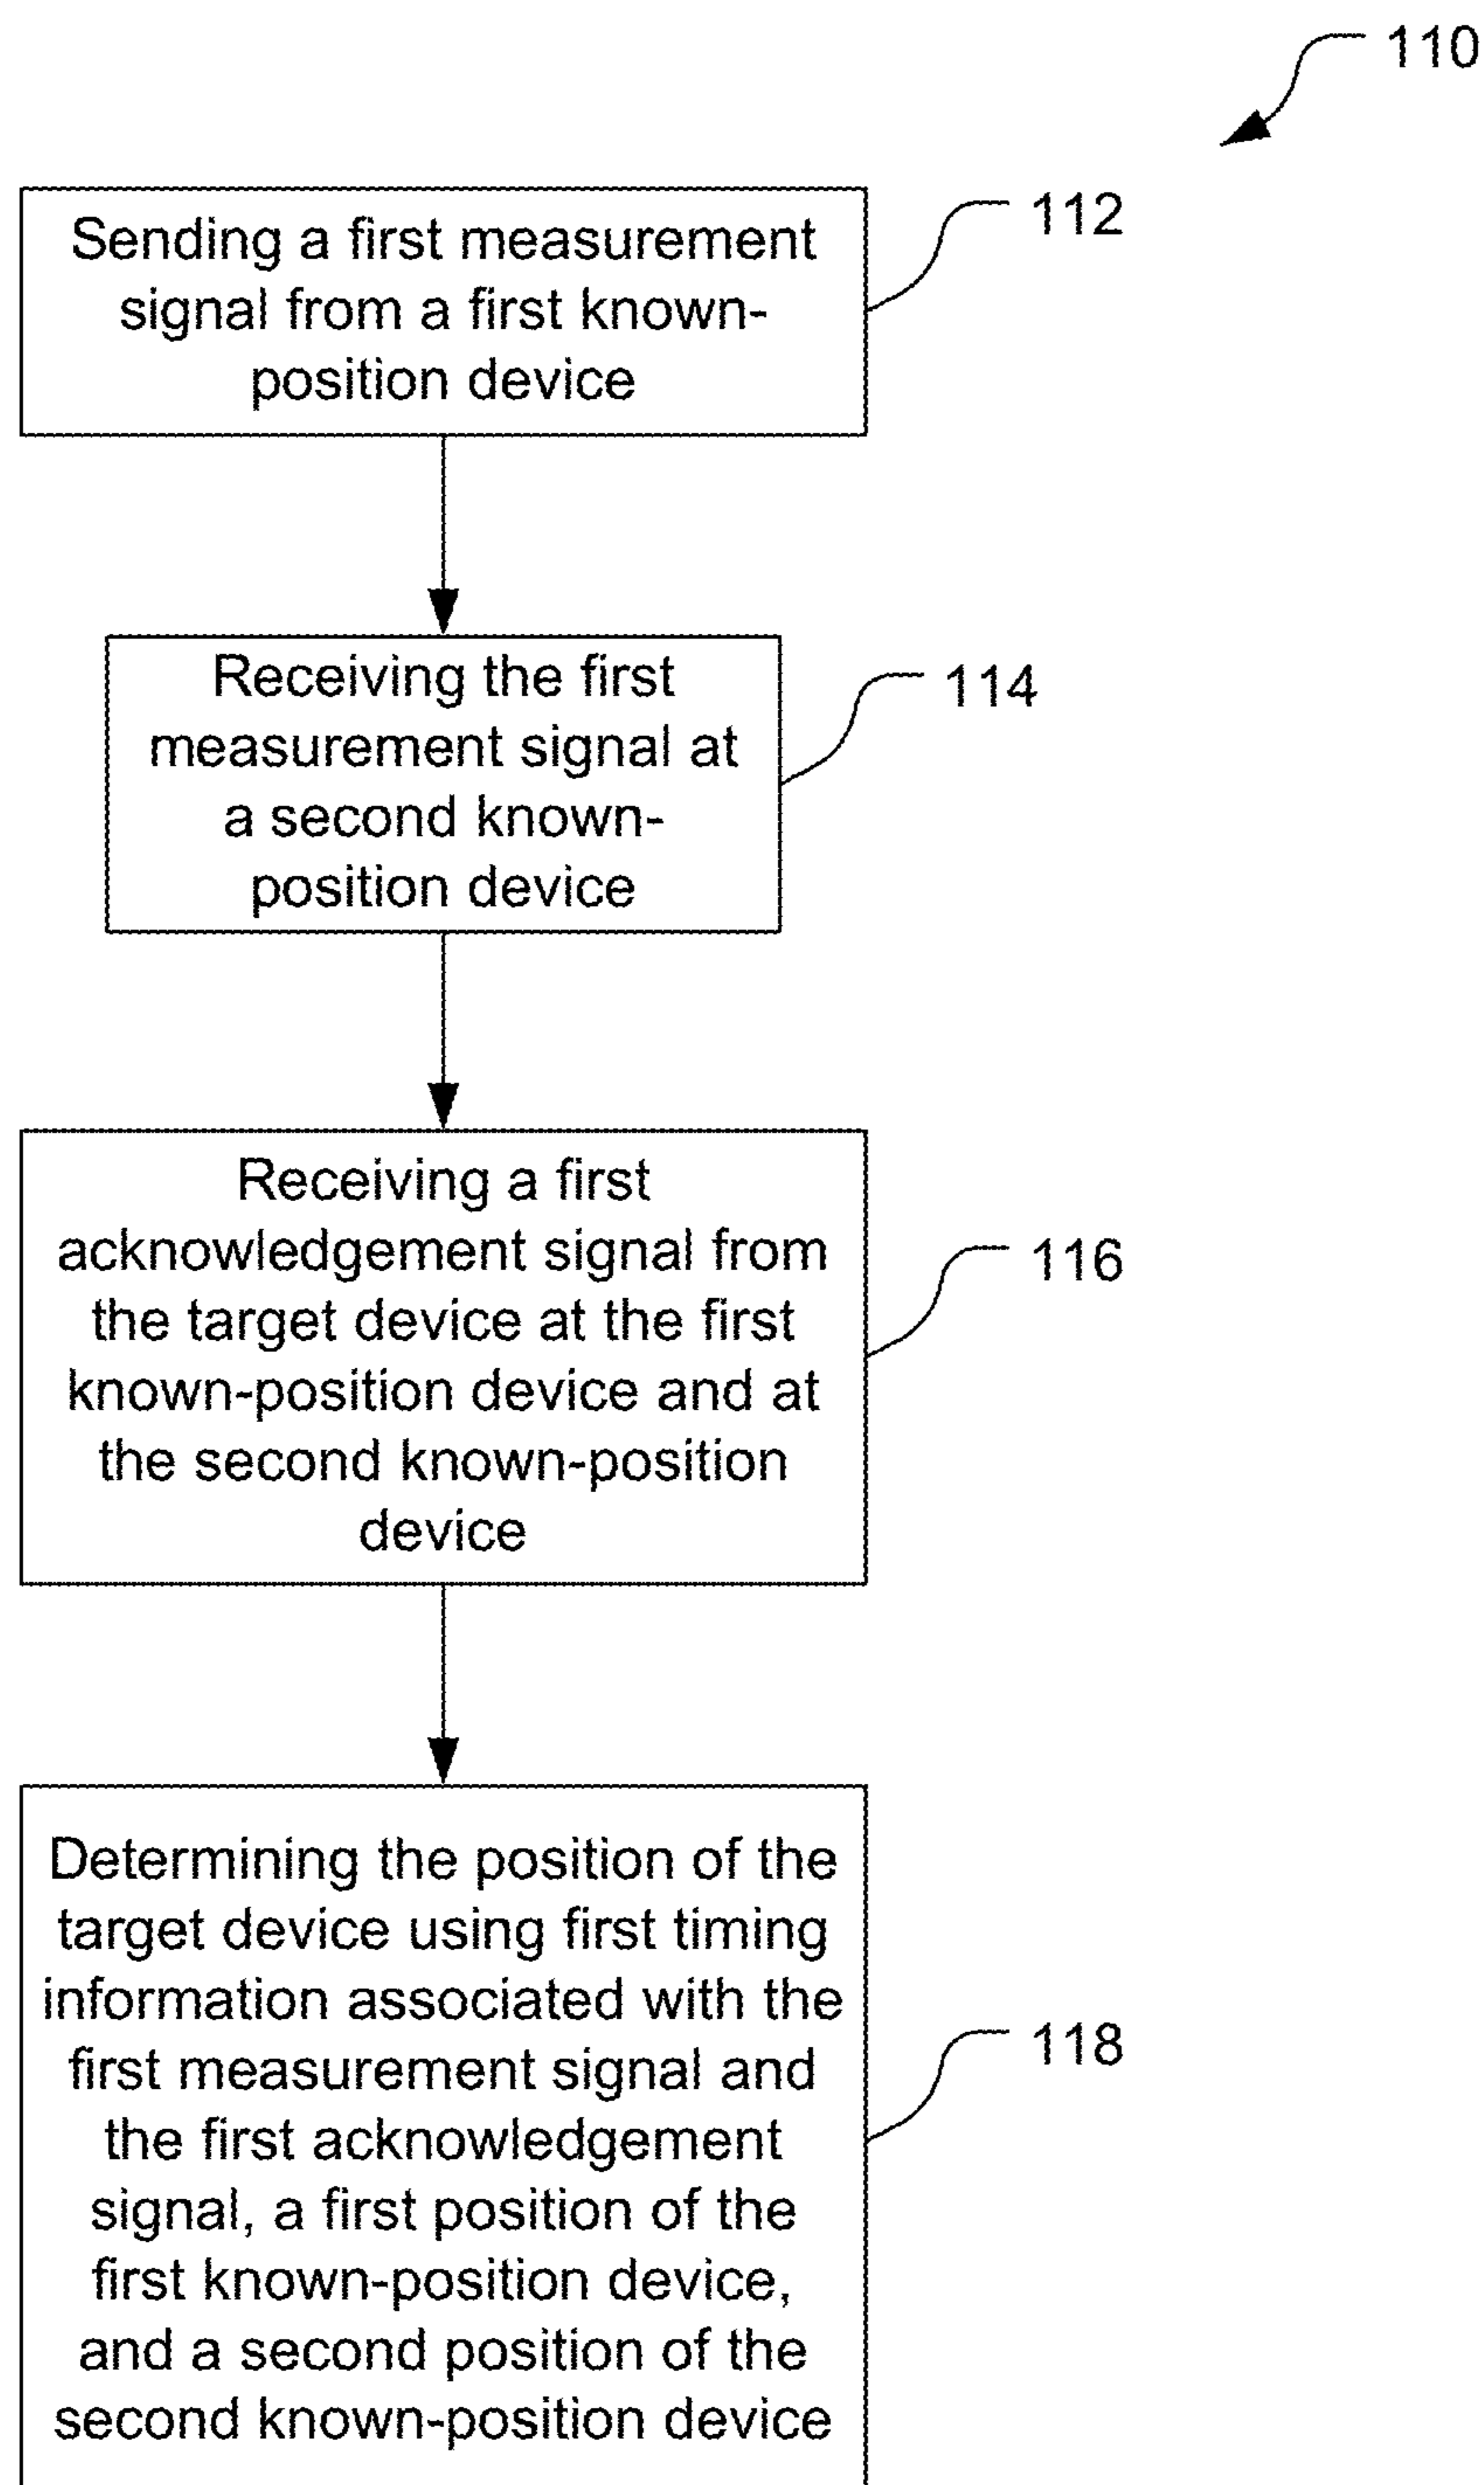 110
Sending a first measurement
signal from a first known-
position device
112
Receiving the first
measurement signal at
a second known-
position device
114
Receiving a first
acknowledgement signal from
the target device at the first
known-position device and at
the second known-position
device
116
Determining the position of the
target device using first timing
information associated with the
first measurement signal and
the first acknowledgement
signal, a first position of the
first known-position device,
and a second position of the
second known-position device
118